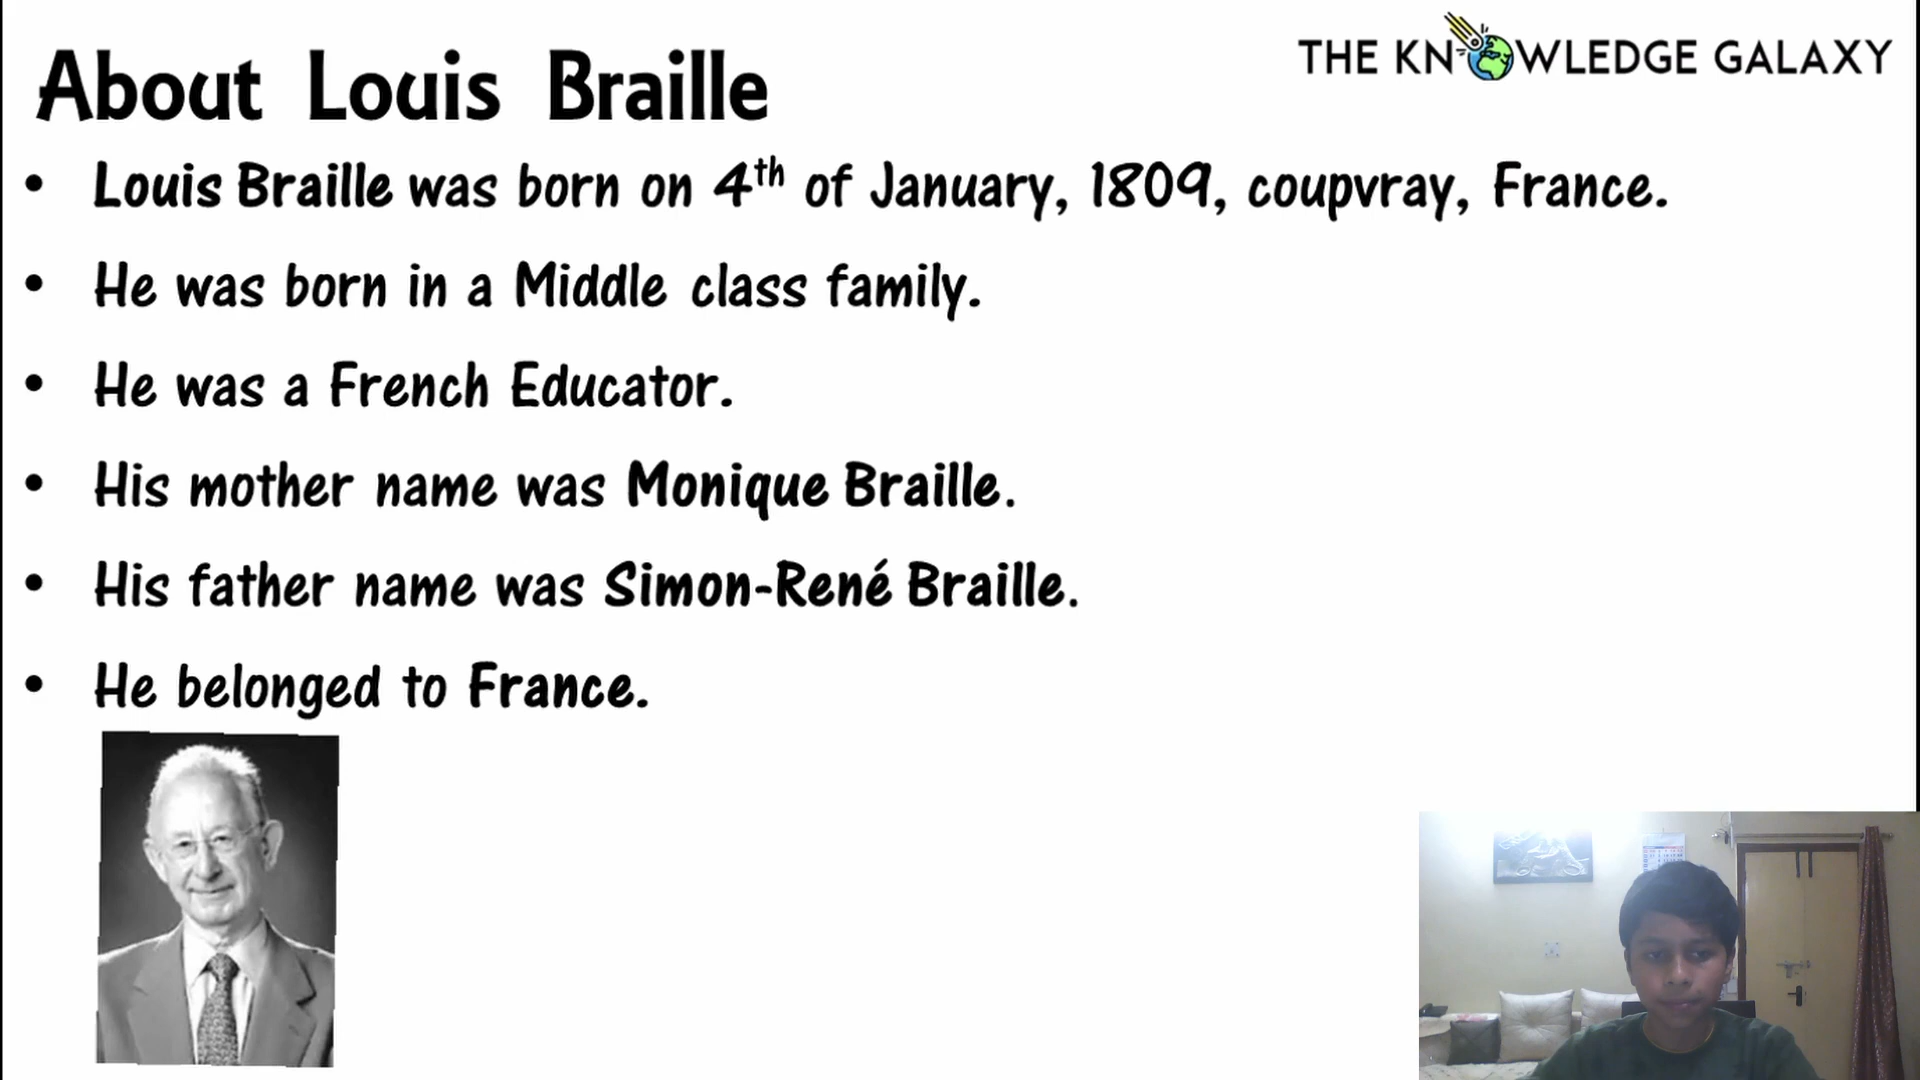 THE KNOWLEDGE GALAXY
About Louis Braille
• Louis Braille was born on 4th of January, 1809, coupvray, France.
• He was born in a Middle class family.
• He was a French Educator.
• His mother name was Monique Braille.
• His father name was Simon-René Braille.
• He belonged to France.